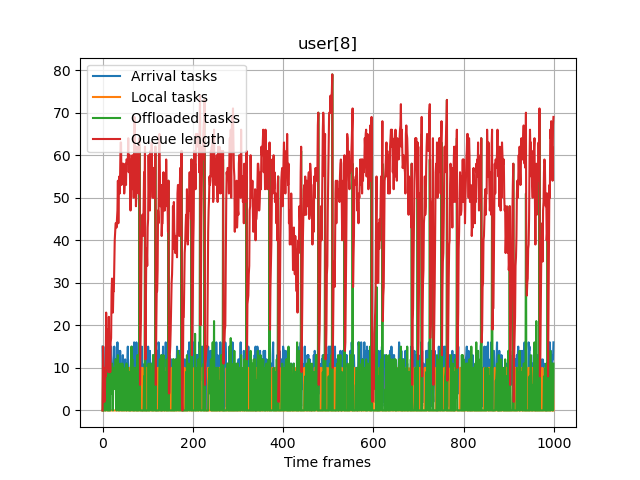 user[8]
Arrival tasks
Local tasks
Offloaded tasks
Queue length
80
70
60
50
40
30
20
10
0
0 200 400 600 800 1000
Time frames